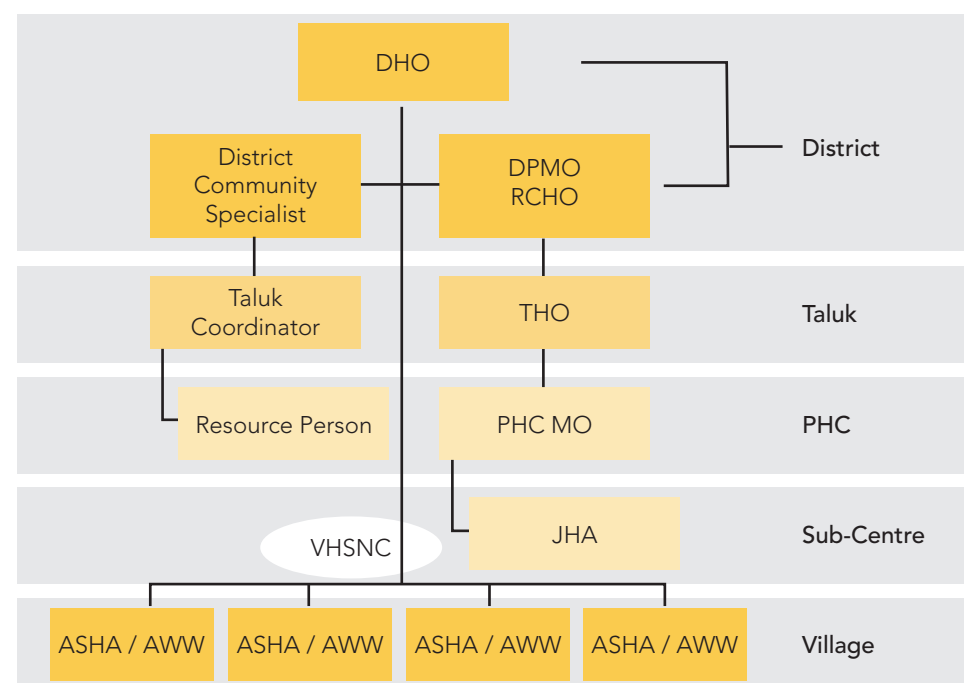 DHO
District
Community
Specialist
DPMO
RCHO
District
Taluk
Coordinator
THO
Taluk
Resource Person
PHC MO
PHC
VHSNC
JHA
Sub-Centre
ASHA / AWW
ASHA / AWW
ASHA / AWW
ASHA / AWW
Village